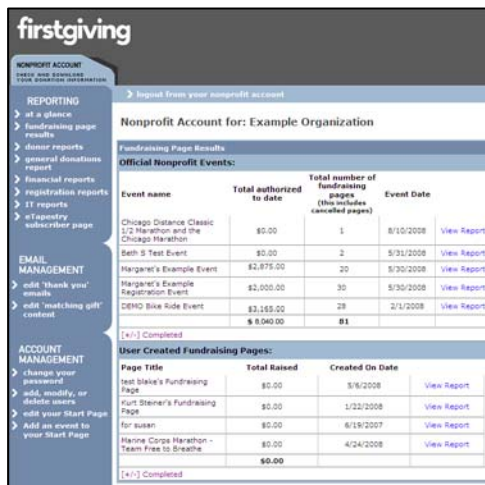 firstgiving
NONPROFIT ACCOUNT
CHECK AND DOWNLOAD
YOUR DONATION INFORMATION
REPORTING
at a glance
fundraising page
results
donor reports
general donations
report
financial reports
registration reports
IT reports
eTapestry
subscriber page
EMAIL
MANAGEMENT
edit 'thank you'
emails
edit 'matching gift'
content
ACCOUNT
MANAGEMENT
change your
password
add, modify, or
delete users
edit your Start Page
Add an event to
your Start Page
logout from your nonprofit account
Nonprofit Account for: Example Organization
Fundraising Page Results
Official Nonprofit Events:
Event name Total authorized to date Total number of fundraising pages (this includes cancelled pages) Event Date
Chicago Distance Classic 1/2 Marathon and the Chicago Marathon $0.00 1 8/10/2008 View Report
Beth S Test Event $0.00 2 5/31/2008 View Report
Margaret's Example Event $2,875.00 20 5/30/2008 View Report
Margaret's Example Registration Event $2,000.00 30 5/30/2008 View Report
DEMO Bike Ride Event $3,165.00 28 2/1/2008 View Report
$ 8,040.00 81
[+/-] Completed
User Created Fundraising Pages:
Page Title Total Raised Created On Date
test blake's Fundraising Page $0.00 5/6/2008 View Report
Kurt Steiner's Fundraising Page $0.00 1/22/2008 View Report
for susan $0.00 6/19/2007 View Report
Marine Corps Marathon - Team Free to Breathe $0.00 4/24/2008 View Report
$0.00
[+/-] Completed